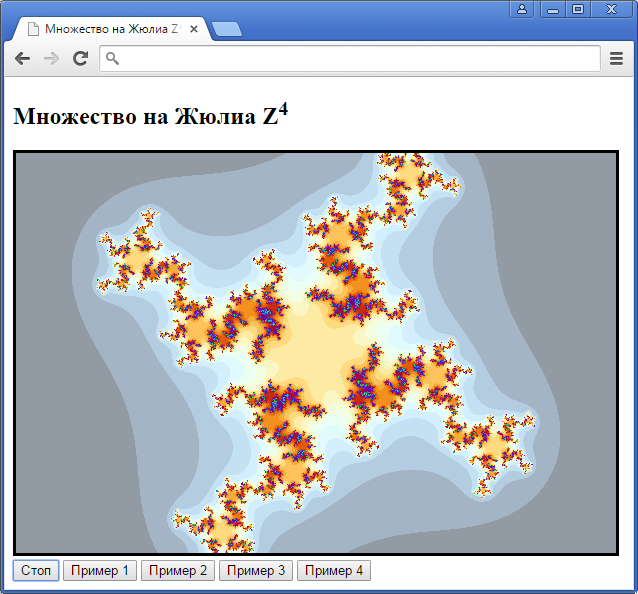 Множество на Жюлиа Z
Множество на Жюлиа Z⁴
Стоп Пример 1 Пример 2 Пример 3 Пример 4